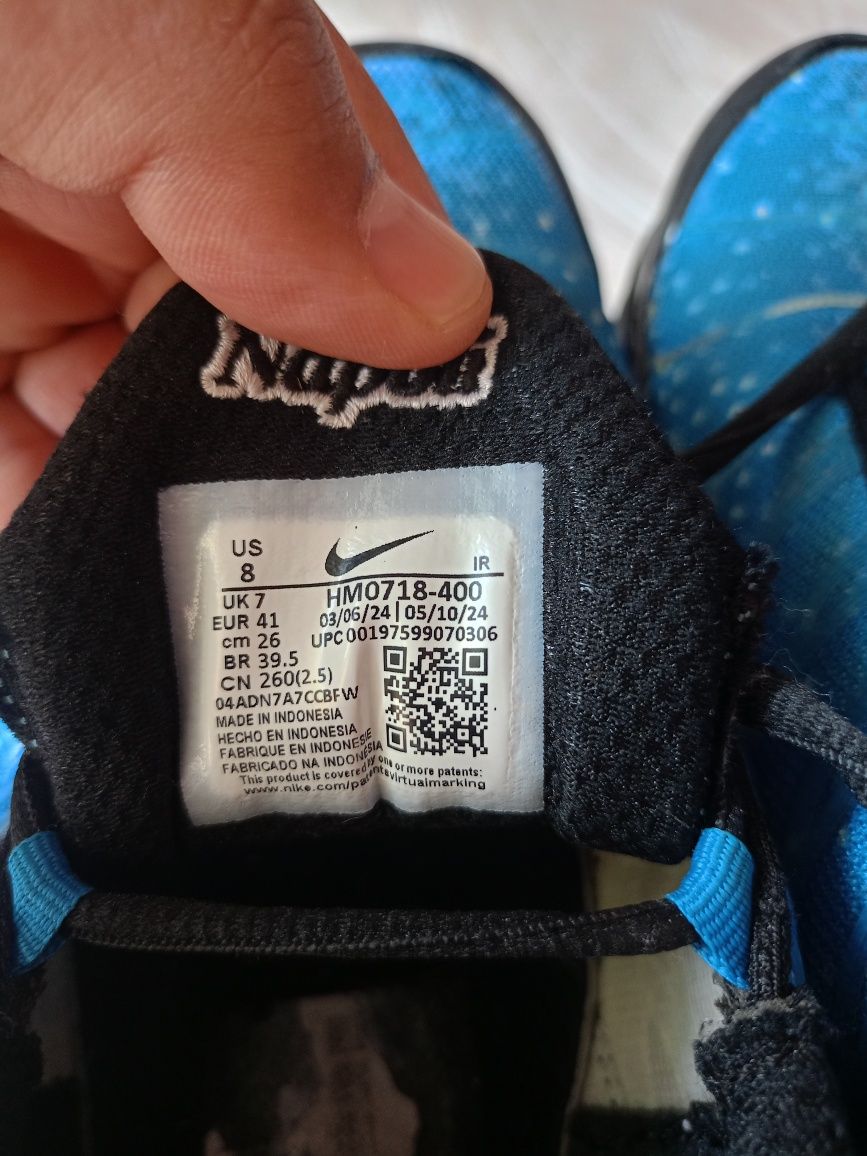 US
8
IR
UK 7
HM0718-400
EUR 41
03/06/24 | 05/10/24
cm 26
UPC 00197599070306
BR 39.5
CN 260(2.5)
04ADN7A7CCBFW
MADE IN INDONESIA
HECHO EN INDONESIA
FABRIQUE EN INDONESIE
FABRICADO NA INDONÉSIA
This product is covered by one or more patents:
www.nike.com/patentsvirtualmarking